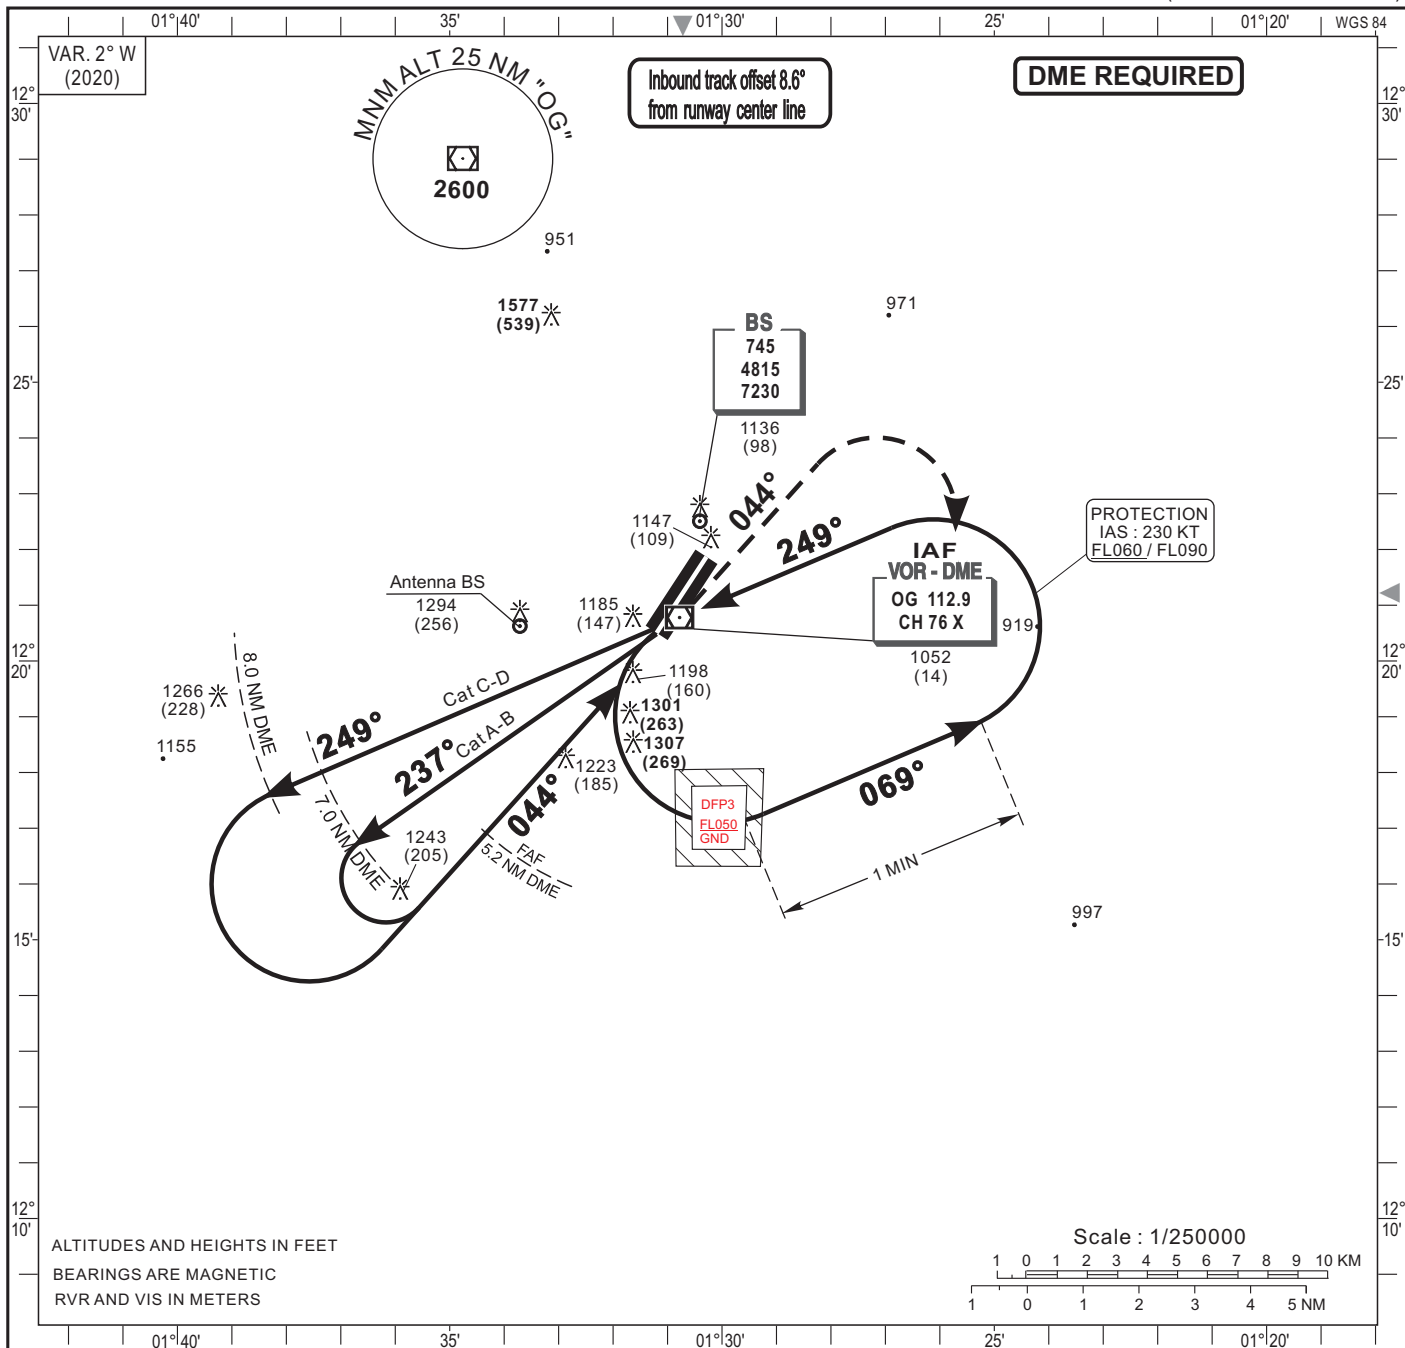 01°40'
35'
01°30'
25'
01°20'
WGS 84
VAR. 2° W
(2020)
MNM ALT 25 NM "OG"
2600
Inbound track offset 8.6°
from runway center line
DME REQUIRED
12°
30'
12°
30'
951
1577
(539)
971
BS
745
4815
7230
1136
(98)
25'
25'
044°
249°
1147
(109)
PROTECTION
IAS : 230 KT
FL060 / FL090
IAF
VOR - DME
OG 112.9
CH 76 X
1052
(14)
919
Antenna BS
1294
(256)
1185
(147)
12°
20'
12°
20'
8.0 NM DME
1266
(228)
1155
Cat C-D
249°
Cat A-B
237°
1198
(160)
1301
(263)
1307
(269)
1223
(185)
044°
7.0 NM DME
1243
(205)
FAF
5.2 NM DME
DFP3
FL050
GND
069°
1 MIN
997
15'
15'
12°
10'
12°
10'
ALTITUDES AND HEIGHTS IN FEET
BEARINGS ARE MAGNETIC
RVR AND VIS IN METERS
Scale : 1/250000
1 0 1 2 3 4 5 6 7 8 9 10 KM
1 0 1 2 3 4 5 NM
01°40'
35'
01°30'
25'
01°20'